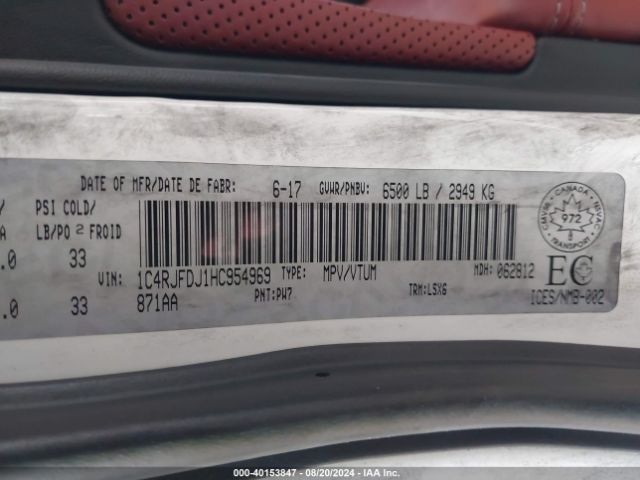 DATE OF MFR/DATE DE FABR: 6-17 GVWR/PNBV: 6500 LB / 2949 KG
PSI COLD/
LB/PO 2 FROID
.0 33
.0 33
VIN: 1C4RJFDJ1HC954969 TYPE: MPV/VTUM MDH: 062812
871AA PNT:PW7 TRM:LSX6
CANADA
CMVSS NSVAC
972
TRANSPORT
EC
ICES/NMB-002
000-40153847 - 08/20/2024 - IAA Inc.